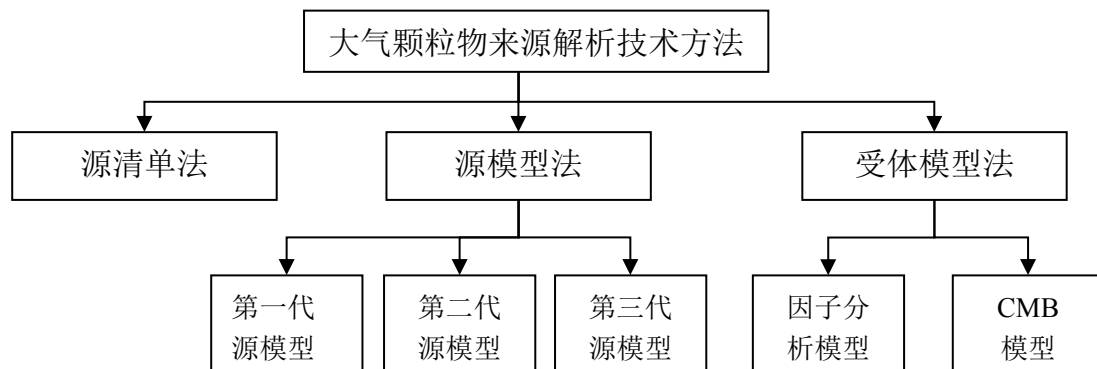 大气颗粒物来源解析技术方法
源清单法
源模型法
受体模型法
第一代
源模型
第二代
源模型
第三代
源模型
因子分
析模型
CMB
模型